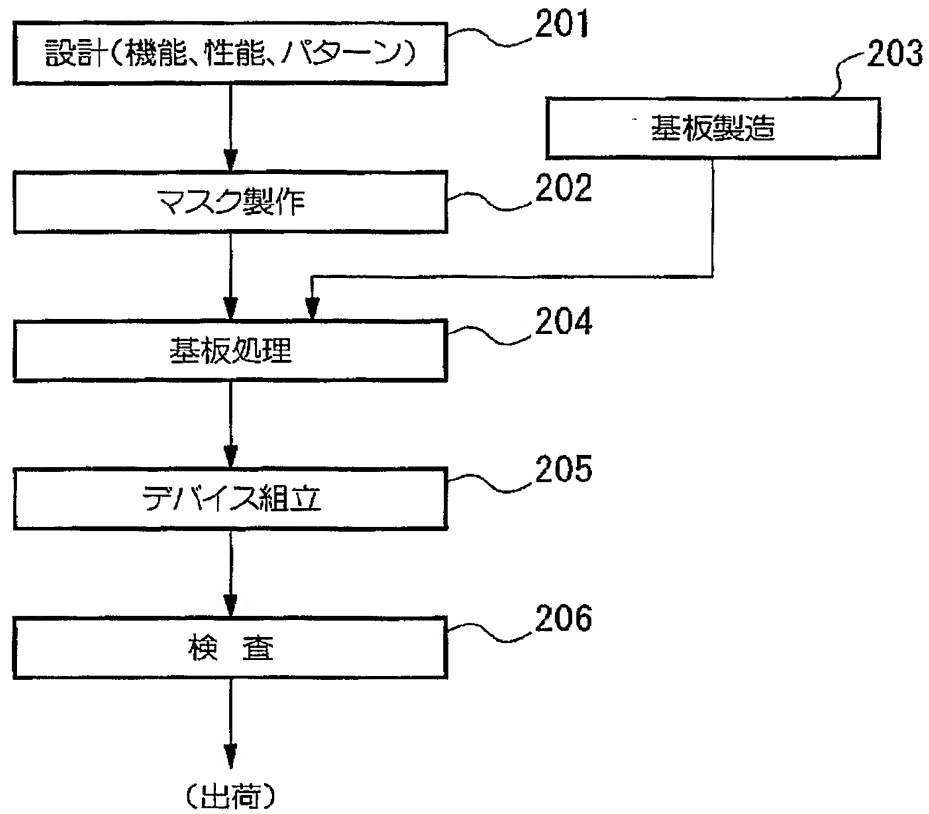 設計(機能、性能、パターン)
201
203
基板製造
マスク製作
202
基板処理
204
デバイス組立
205
検 査
206
(出荷)